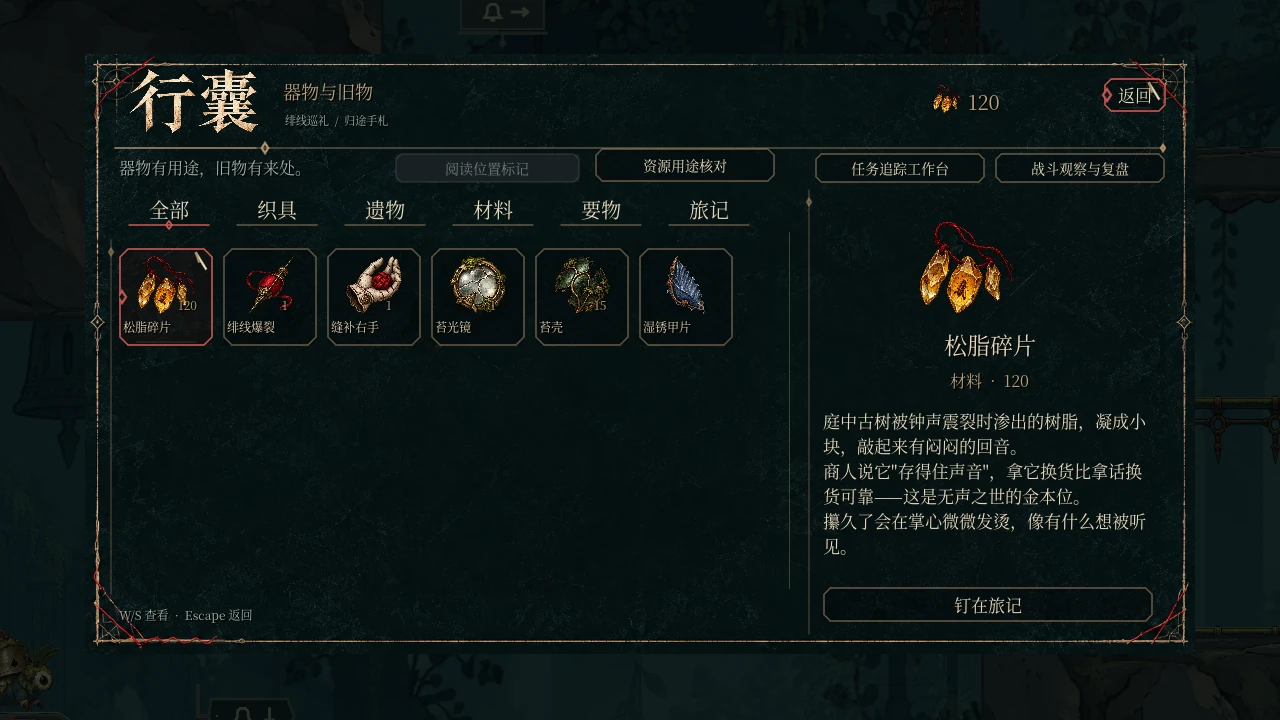 行囊
器物与旧物
绯线巡礼 / 归途手札
120
返回
器物有用途，旧物有来处。
阅读位置标记
资源用途核对
任务追踪工作台
战斗观察与复盘
全部
织具
遗物
材料
要物
旅记
120
松脂碎片
1
绯线爆裂
1
缝补右手
1
苔光镜
15
苔壳
湿锈甲片
松脂碎片
材料 · 120
庭中古树被钟声震裂时渗出的树脂，凝成小
块，敲起来有闷闷的回音。
商人说它"存得住声音"，拿它换货比拿话换
货可靠——这是无声之世的金本位。
攥久了会在掌心微微发烫，像有什么想被听
见。
钉在旅记
W/S 查看 · Escape 返回